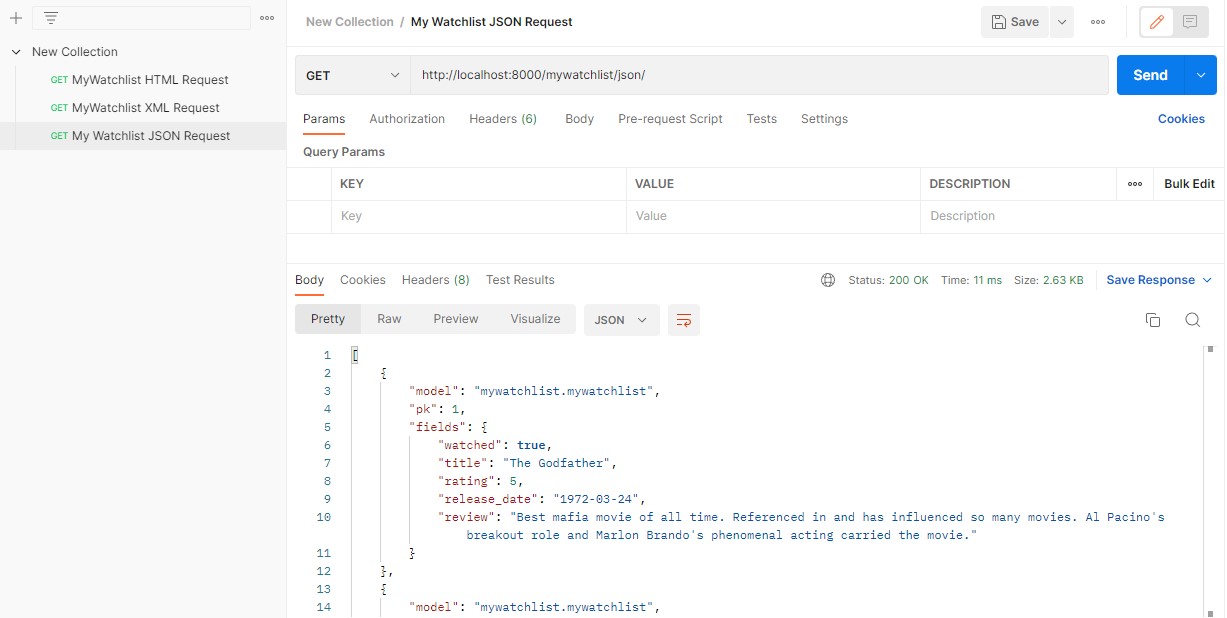 New Collection / My Watchlist JSON Request
Save
New Collection
GET MyWatchlist HTML Request
GET MyWatchlist XML Request
GET My Watchlist JSON Request
GET http://localhost:8000/mywatchlist/json/ Send
Params Authorization Headers (6) Body Pre-request Script Tests Settings Cookies
Query Params
KEY VALUE DESCRIPTION Bulk Edit
Key Value Description
Body Cookies Headers (8) Test Results Status: 200 OK Time: 11 ms Size: 2.63 KB Save Response
Pretty Raw Preview Visualize JSON
1 [
2 {
3 "model": "mywatchlist.mywatchlist",
4 "pk": 1,
5 "fields": {
6 "watched": true,
7 "title": "The Godfather",
8 "rating": 5,
9 "release_date": "1972-03-24",
10 "review": "Best mafia movie of all time. Referenced in and has influenced so many movies. Al Pacino's
breakout role and Marlon Brando's phenomenal acting carried the movie."
11 }
12 },
13 {
14 "model": "mywatchlist.mywatchlist",